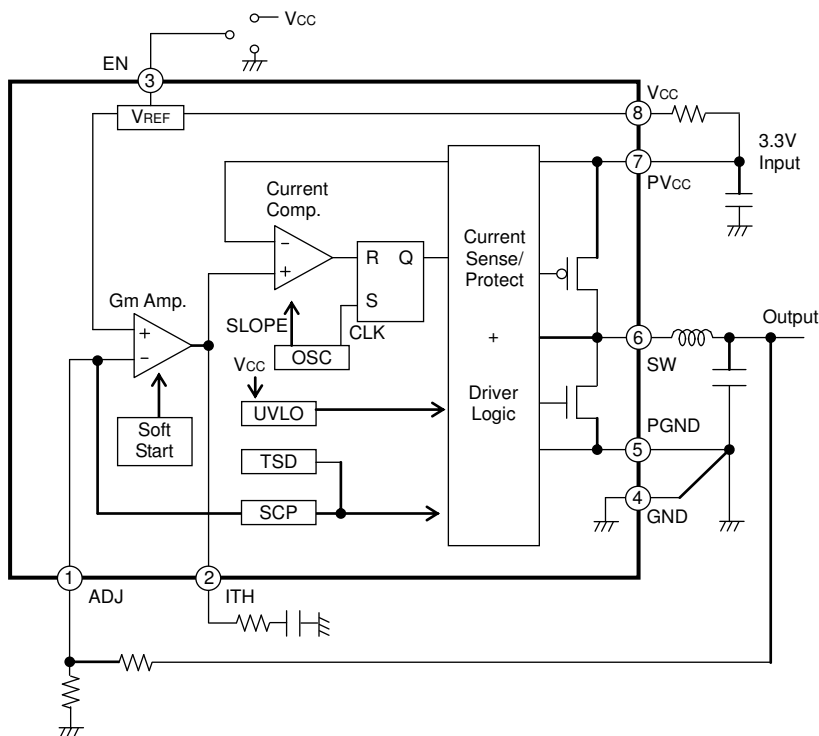 VCC
EN
3
VREF
VCC
8
3.3V
Input
7
PVCC
Current
Comp.
-
+
R Q
S
Current
Sense/
Protect
+
Driver
Logic
Gm Amp.
+
-
SLOPE
OSC
CLK
Output
6
SW
VCC
UVLO
Soft
Start
TSD
SCP
PGND
5
4
GND
1
ADJ
2
ITH